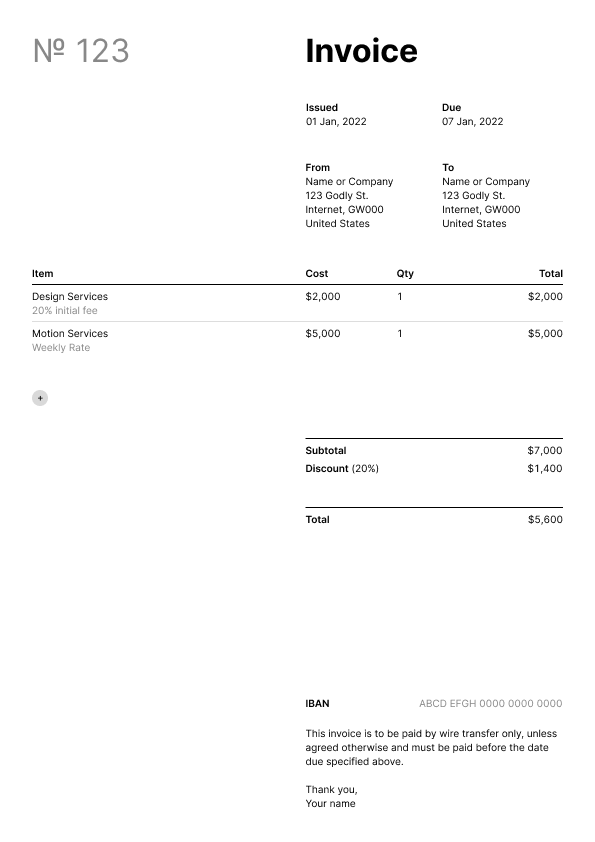 № 123
Invoice
Issued
01 Jan, 2022
Due
07 Jan, 2022
From
Name or Company
123 Godly St.
Internet, GW000
United States
To
Name or Company
123 Godly St.
Internet, GW000
United States
Item Cost Qty Total
Design Services $2,000 1 $2,000
20% initial fee
Motion Services $5,000 1 $5,000
Weekly Rate
+
Subtotal $7,000
Discount (20%) $1,400
Total $5,600
IBAN ABCD EFGH 0000 0000 0000
This invoice is to be paid by wire transfer only, unless
agreed otherwise and must be paid before the date
due specified above.
Thank you,
Your name